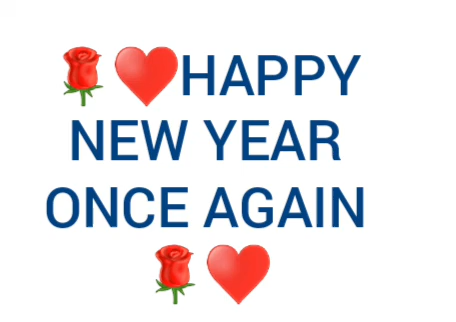 🌹♥️HAPPY
NEW YEAR
ONCE AGAIN
🌹♥️